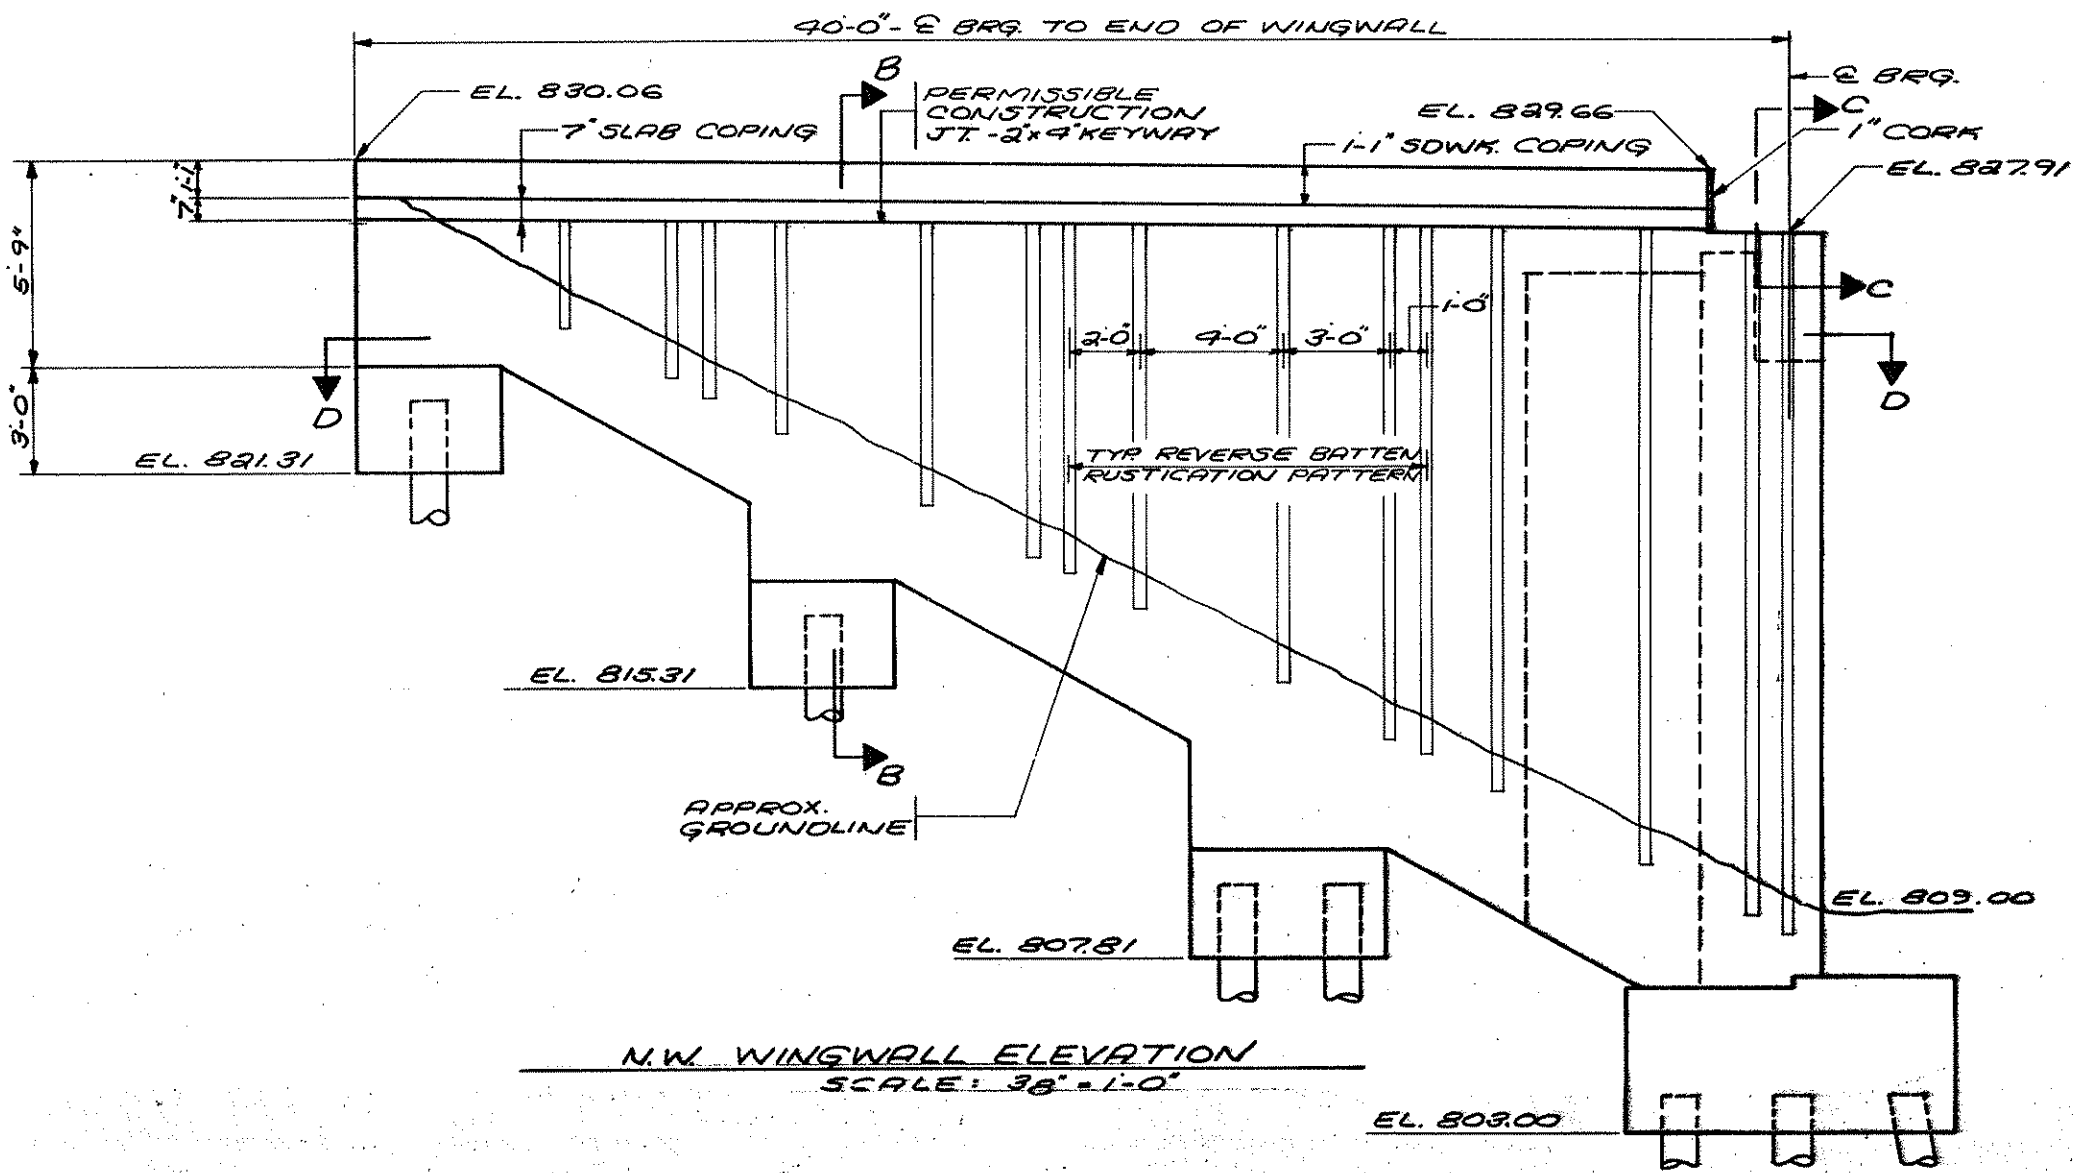 40'-0" - ℄ BRG. TO END OF WINGWALL
B
℄ BRG.
EL. 830.06
PERMISSIBLE
CONSTRUCTION
JT. - 2" x 4" KEYWAY
EL. 829.66
C
7" SLAB COPING
1'-1" SDWK. COPING
1" CORK
EL. 827.91
1'-1"
7"
5'-9"
C
1'-0"
2'-0"
4'-0"
3'-0"
D
D
3'-0"
EL. 821.31
TYP. REVERSE BATTEN
RUSTICATION PATTERN
EL. 815.31
B
APPROX.
GROUNDLINE
EL. 809.00
EL. 807.81
N.W. WINGWALL ELEVATION
SCALE: 3/8" = 1'-0"
EL. 803.00